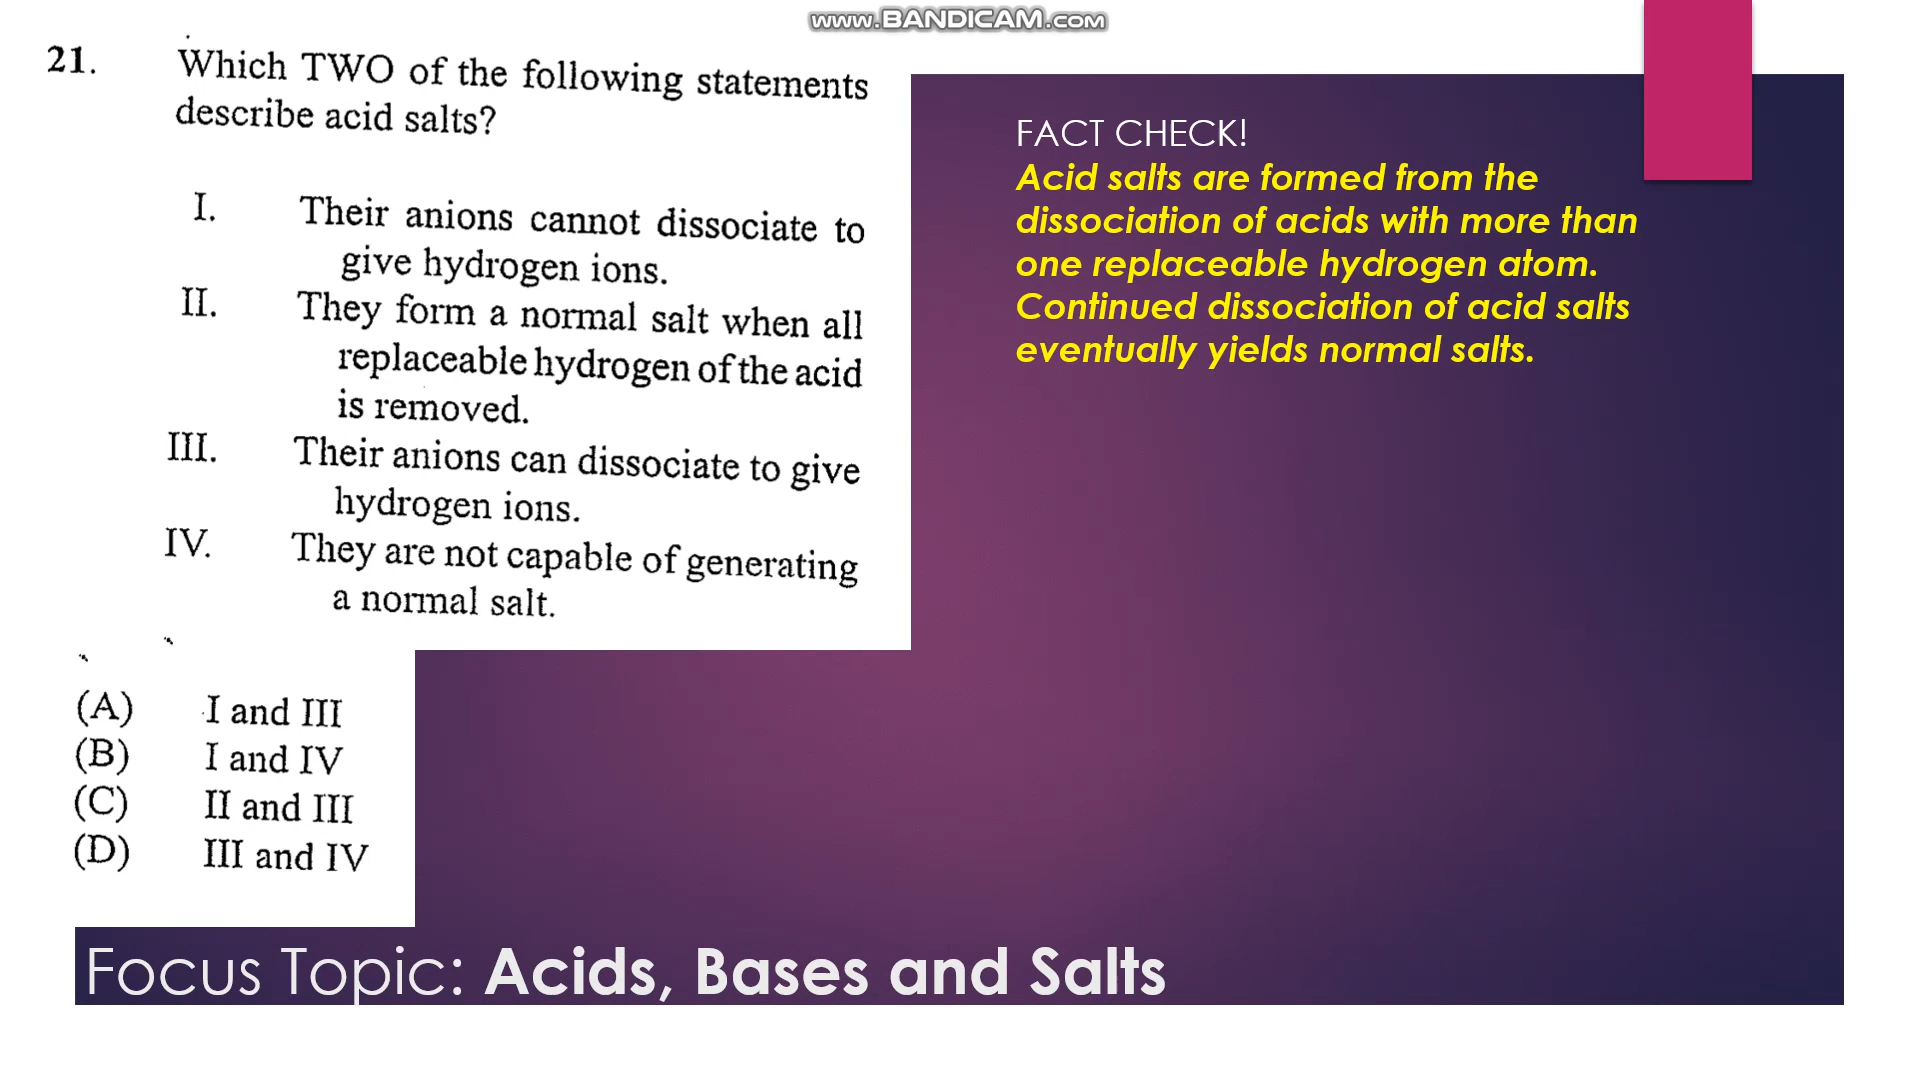 www.BANDICAM.com
21. Which TWO of the following statements
describe acid salts?
I. Their anions cannot dissociate to
give hydrogen ions.
II. They form a normal salt when all
replaceable hydrogen of the acid
is removed.
III. Their anions can dissociate to give
hydrogen ions.
IV. They are not capable of generating
a normal salt.
(A) I and III
(B) I and IV
(C) II and III
(D) III and IV
FACT CHECK!
Acid salts are formed from the
dissociation of acids with more than
one replaceable hydrogen atom.
Continued dissociation of acid salts
eventually yields normal salts.
Focus Topic: Acids, Bases and Salts